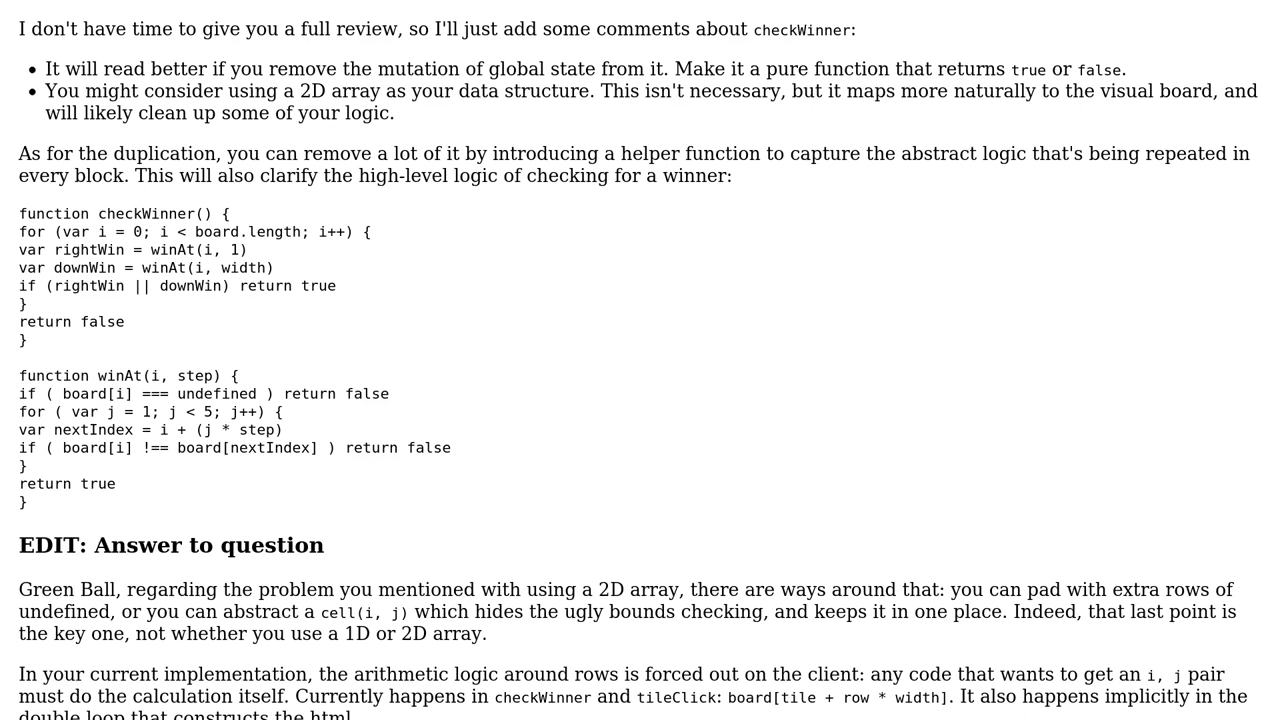 I don't have time to give you a full review, so I'll just add some comments about checkWinner:
• It will read better if you remove the mutation of global state from it. Make it a pure function that returns true or false.
• You might consider using a 2D array as your data structure. This isn't necessary, but it maps more naturally to the visual board, and
will likely clean up some of your logic.
As for the duplication, you can remove a lot of it by introducing a helper function to capture the abstract logic that's being repeated in
every block. This will also clarify the high-level logic of checking for a winner:
function checkWinner() {
for (var i = 0; i < board.length; i++) {
var rightWin = winAt(i, 1)
var downWin = winAt(i, width)
if (rightWin || downWin) return true
}
return false
}
function winAt(i, step) {
if ( board[i] === undefined ) return false
for ( var j = 1; j < 5; j++) {
var nextIndex = i + (j * step)
if ( board[i] !== board[nextIndex] ) return false
}
return true
}
EDIT: Answer to question
Green Ball, regarding the problem you mentioned with using a 2D array, there are ways around that: you can pad with extra rows of
undefined, or you can abstract a cell(i, j) which hides the ugly bounds checking, and keeps it in one place. Indeed, that last point is
the key one, not whether you use a 1D or 2D array.
In your current implementation, the arithmetic logic around rows is forced out on the client: any code that wants to get an i, j pair
must do the calculation itself. Currently happens in checkWinner and tileClick: board[tile + row * width]. It also happens implicitly in the
double loop that constructs the html.